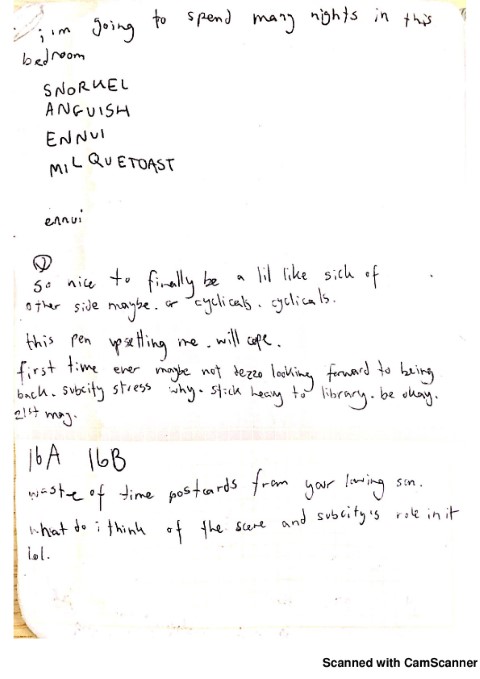 i'm going to spend many nights in this
bedroom
SNORKEL
ANGUISH
ENNUI
MILQUETOAST
ennui
so nice to finally be a lil like sick of
other side maybe. or cyclicals. cyclicals.
this pen upsetting me. will cope.
first time ever maybe not dezzo looking forward to being
back. subcity stress why. stick heavy to library. be okay.
21st may.
16A 16B
waste of time postcards from your loving son.
what do i think of the scene and subcity's role in it
lol.
Scanned with CamScanner